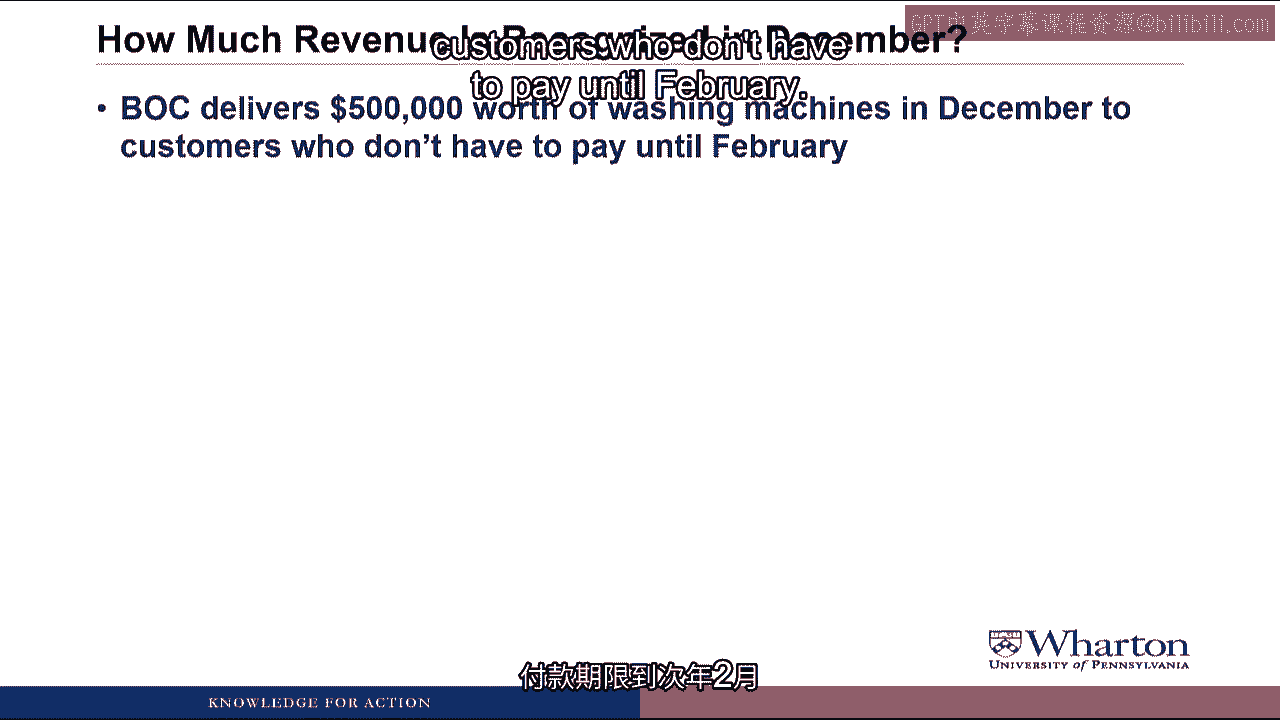 GPT中英字幕课程资源@bilibili.com
How Much Revenue Is Recognized in December?
customers who don't have
to pay until February.
• BOC delivers $500,000 worth of washing machines in December to
customers who don't have to pay until February
Wharton
UNIVERSITY of PENNSYLVANIA
付款期限到次年2月
KNOWLEDGE FOR ACTION